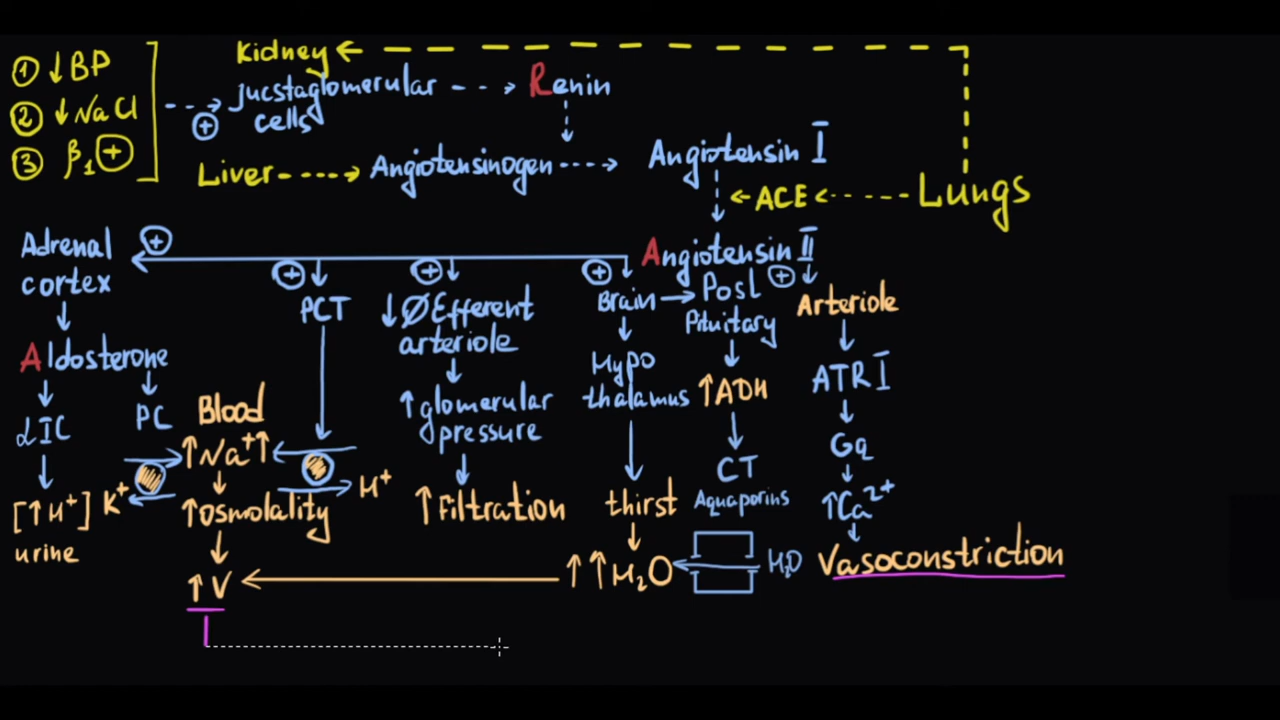 ① ↓ BP
② ↓ NaCl
③ β₁ ⊕
Kidney
jucstaglomerular
cells
⊕
Renin
Liver
Angiotensinogen
Angiotensin I
ACE
Lungs
Adrenal
cortex
⊕
Angiotensin II
⊕
PCT
⊕
↓ Ø Efferent
arteriole
⊕
Brain
Post
Pituitary
⊕
Arteriole
Aldosterone
αIC
PC
[↑ H⁺]
urine
K⁺
Blood
↑ Na⁺ ↑
↑ Osmolality
↑ V
H⁺
↑ glomerular
pressure
↑ Filtration
Hypo
thalamus
thirst
↑ ↑ H₂O
↑ ADH
CT
Aquaporins
H₂O
ATR I
Gq
↑ Ca²⁺
Vasoconstriction